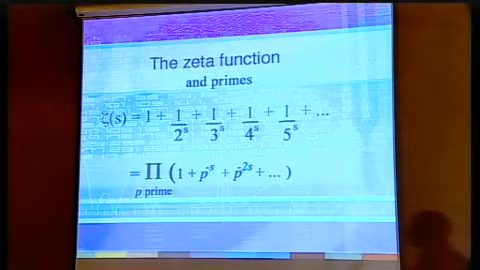 The zeta function
and primes
ζ(s) = 1 + 1/2^s + 1/3^s + 1/4^s + 1/5^s + ...
= ∏ (1 + p^-s + p^-2s + ... )
p prime